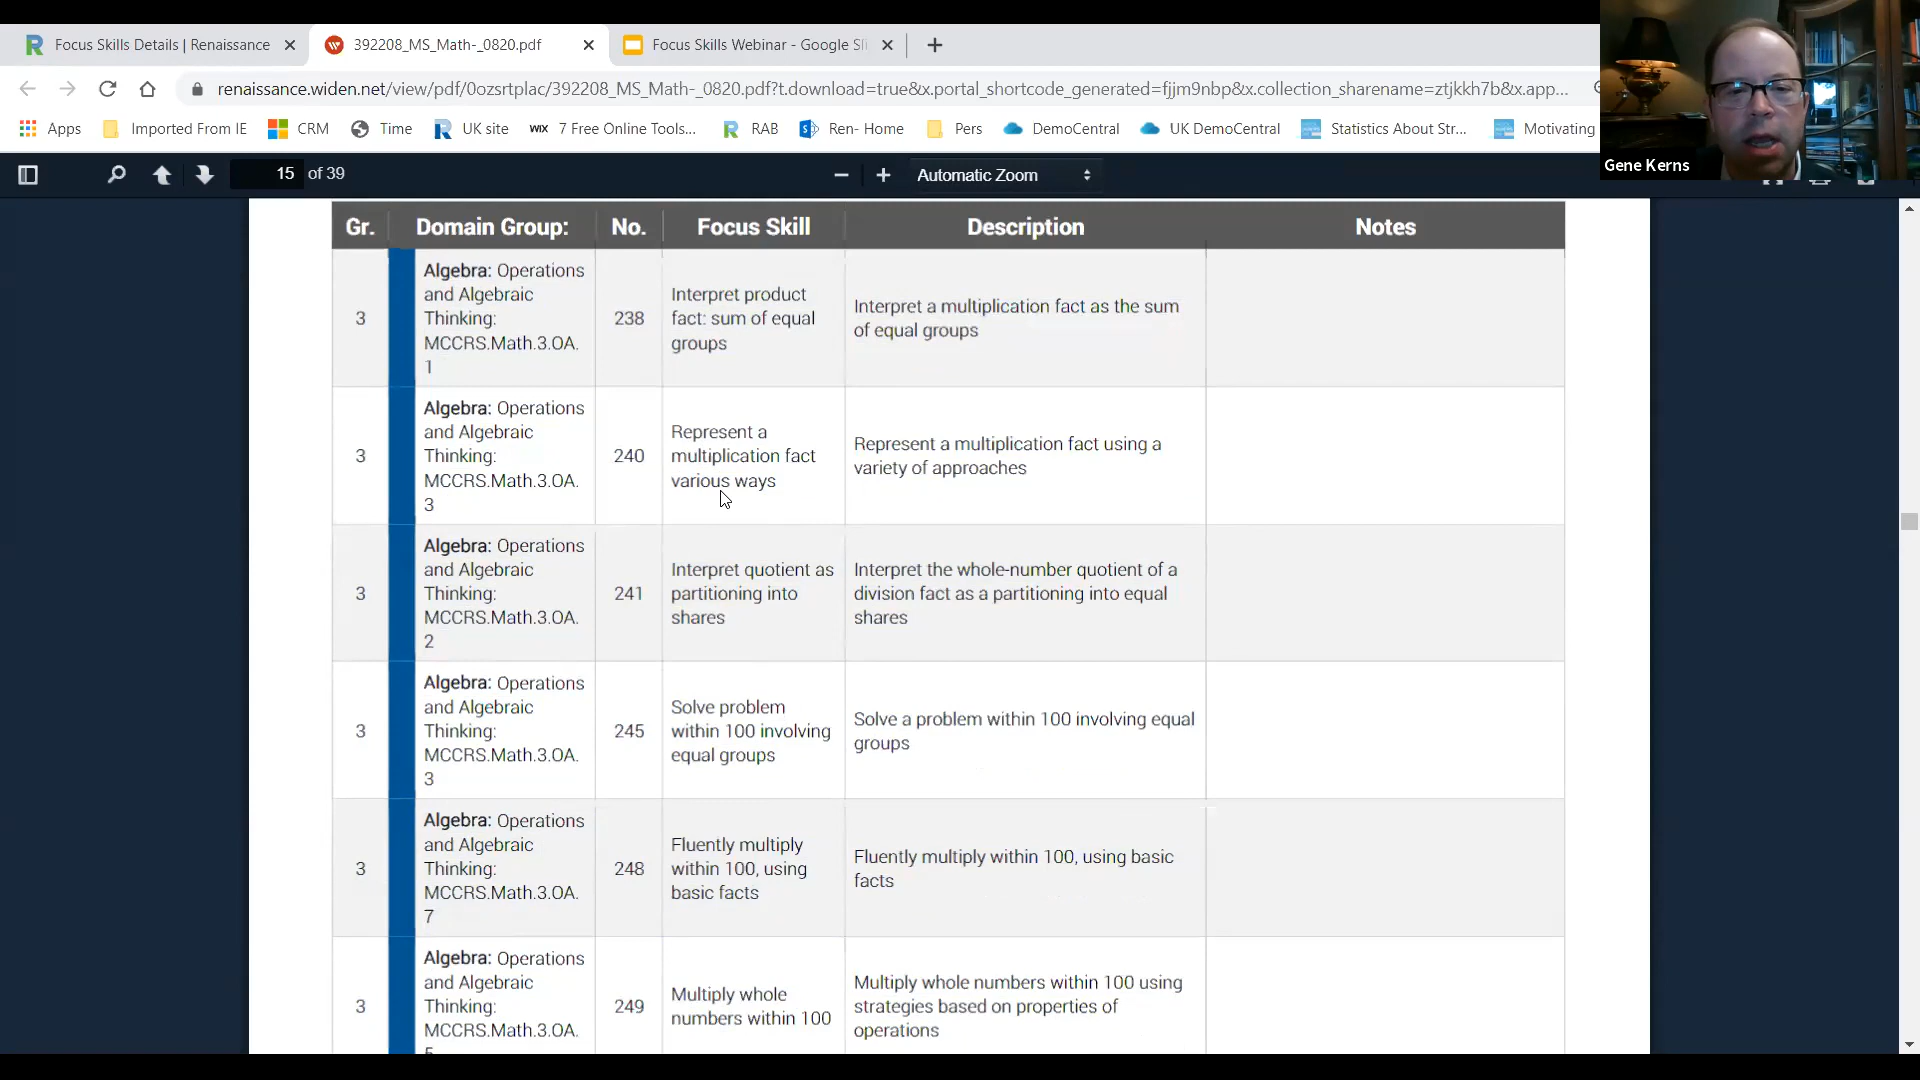 Focus Skills Details | Renaissance
392208_MS_Math-_0820.pdf
Focus Skills Webinar - Google Sli
renaissance.widen.net/view/pdf/0ozsrtplac/392208_MS_Math-_0820.pdf?t.download=true&x.portal_shortcode_generated=fjjm9nbp&x.collection_sharename=ztjkkh7b&x.app...
Apps
Imported From IE
CRM
Time
UK site
WIX 7 Free Online Tools...
RAB
Ren- Home
Pers
DemoCentral
UK DemoCentral
Statistics About Str...
Motivating
Gene Kerns
15 of 39
Automatic Zoom
Gr. Domain Group: No. Focus Skill Description Notes
3
Algebra: Operations
and Algebraic
Thinking:
MCCRS.Math.3.OA.
1
238
Interpret product
fact: sum of equal
groups
Interpret a multiplication fact as the sum
of equal groups
3
Algebra: Operations
and Algebraic
Thinking:
MCCRS.Math.3.OA.
3
240
Represent a
multiplication fact
various ways
Represent a multiplication fact using a
variety of approaches
3
Algebra: Operations
and Algebraic
Thinking:
MCCRS.Math.3.OA.
2
241
Interpret quotient as
partitioning into
shares
Interpret the whole-number quotient of a
division fact as a partitioning into equal
shares
3
Algebra: Operations
and Algebraic
Thinking:
MCCRS.Math.3.OA.
3
245
Solve problem
within 100 involving
equal groups
Solve a problem within 100 involving equal
groups
3
Algebra: Operations
and Algebraic
Thinking:
MCCRS.Math.3.OA.
7
248
Fluently multiply
within 100, using
basic facts
Fluently multiply within 100, using basic
facts
3
Algebra: Operations
and Algebraic
Thinking:
MCCRS.Math.3.OA.
249
Multiply whole
numbers within 100
Multiply whole numbers within 100 using
strategies based on properties of
operations